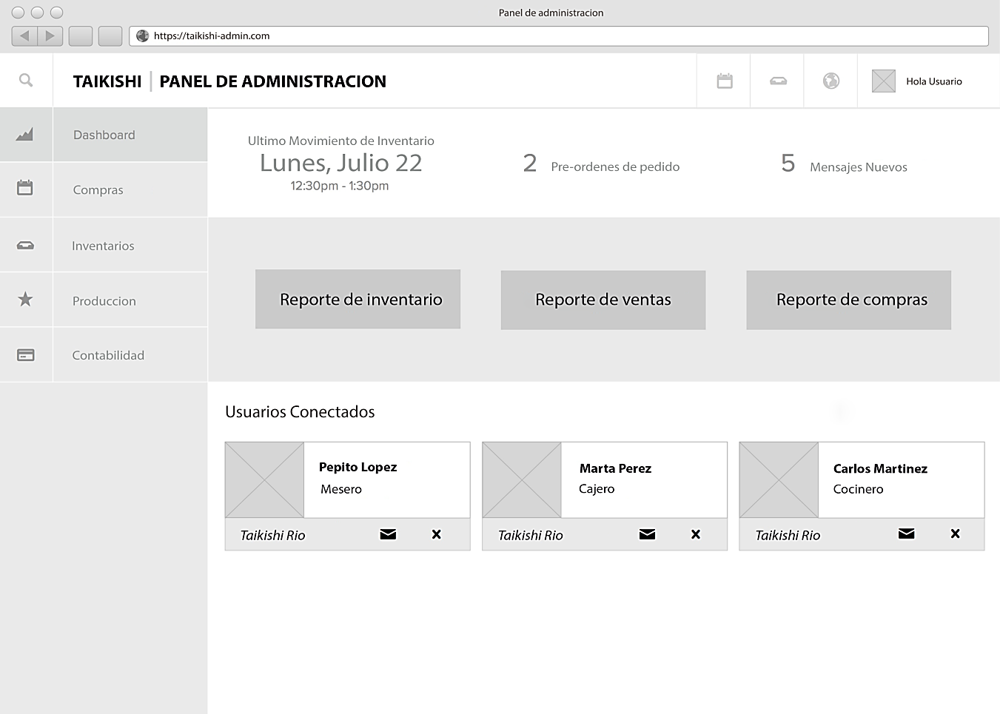 Panel de administracion
https://taikishi-admin.com
TAIKISHI | PANEL DE ADMINISTRACION
Hola Usuario
Dashboard
Compras
Inventarios
Produccion
Contabilidad
Ultimo Movimiento de Inventario
Lunes, Julio 22
12:30pm - 1:30pm
2 Pre-ordenes de pedido
5 Mensajes Nuevos
Reporte de inventario
Reporte de ventas
Reporte de compras
Usuarios Conectados
Pepito Lopez
Mesero
Taikishi Rio
Marta Perez
Cajero
Taikishi Rio
Carlos Martinez
Cocinero
Taikishi Rio